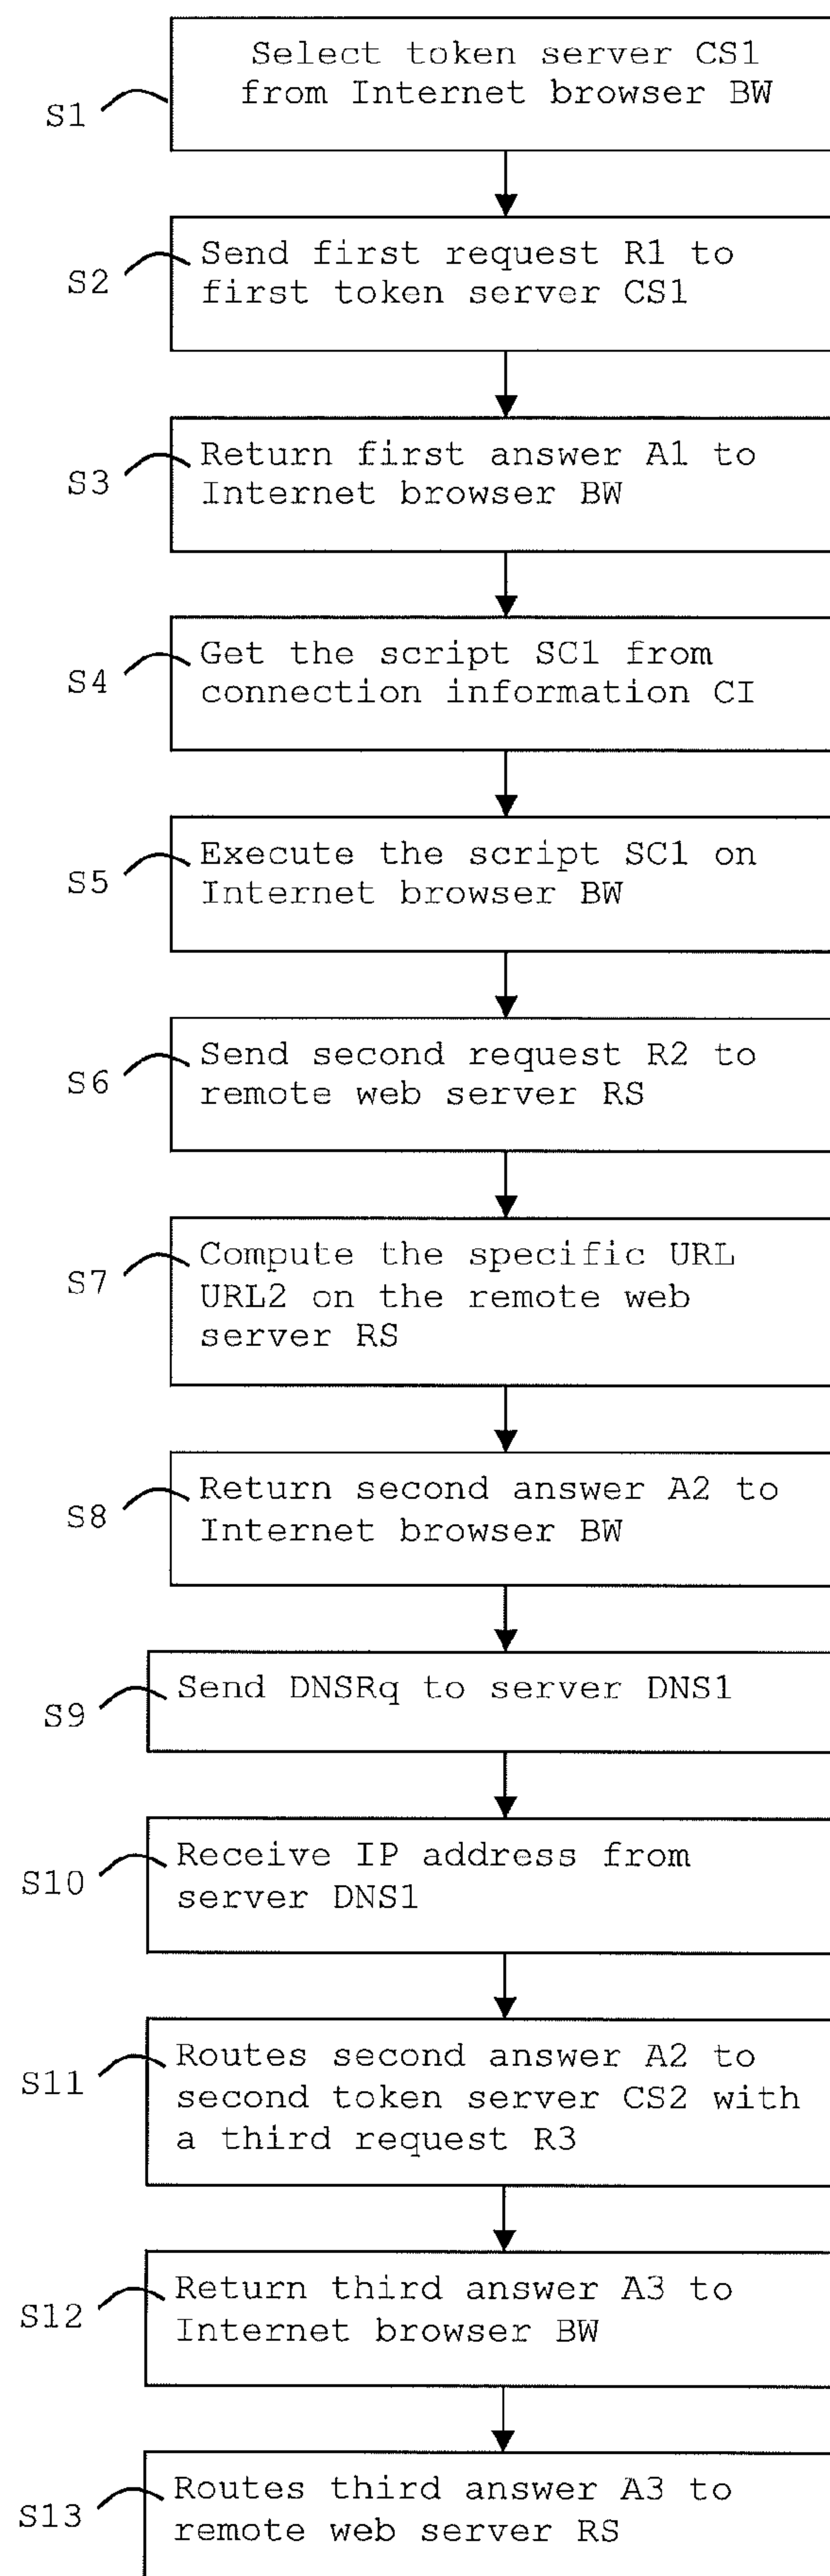 Select token server CS1
from Internet browser BW
S1
Send first request R1 to
first token server CS1
S2
Return first answer A1 to
Internet browser BW
S3
Get the script SC1 from
connection information CI
S4
Execute the script SC1 on
Internet browser BW
S5
Send second request R2 to
remote web server RS
S6
Compute the specific URL
URL2 on the remote web
server RS
S7
Return second answer A2 to
Internet browser BW
S8
Send DNSRq to server DNS1
S9
Receive IP address from
server DNS1
S10
Routes second answer A2 to
second token server CS2 with
a third request R3
S11
Return third answer A3 to
Internet browser BW
S12
Routes third answer A3 to
remote web server RS
S13